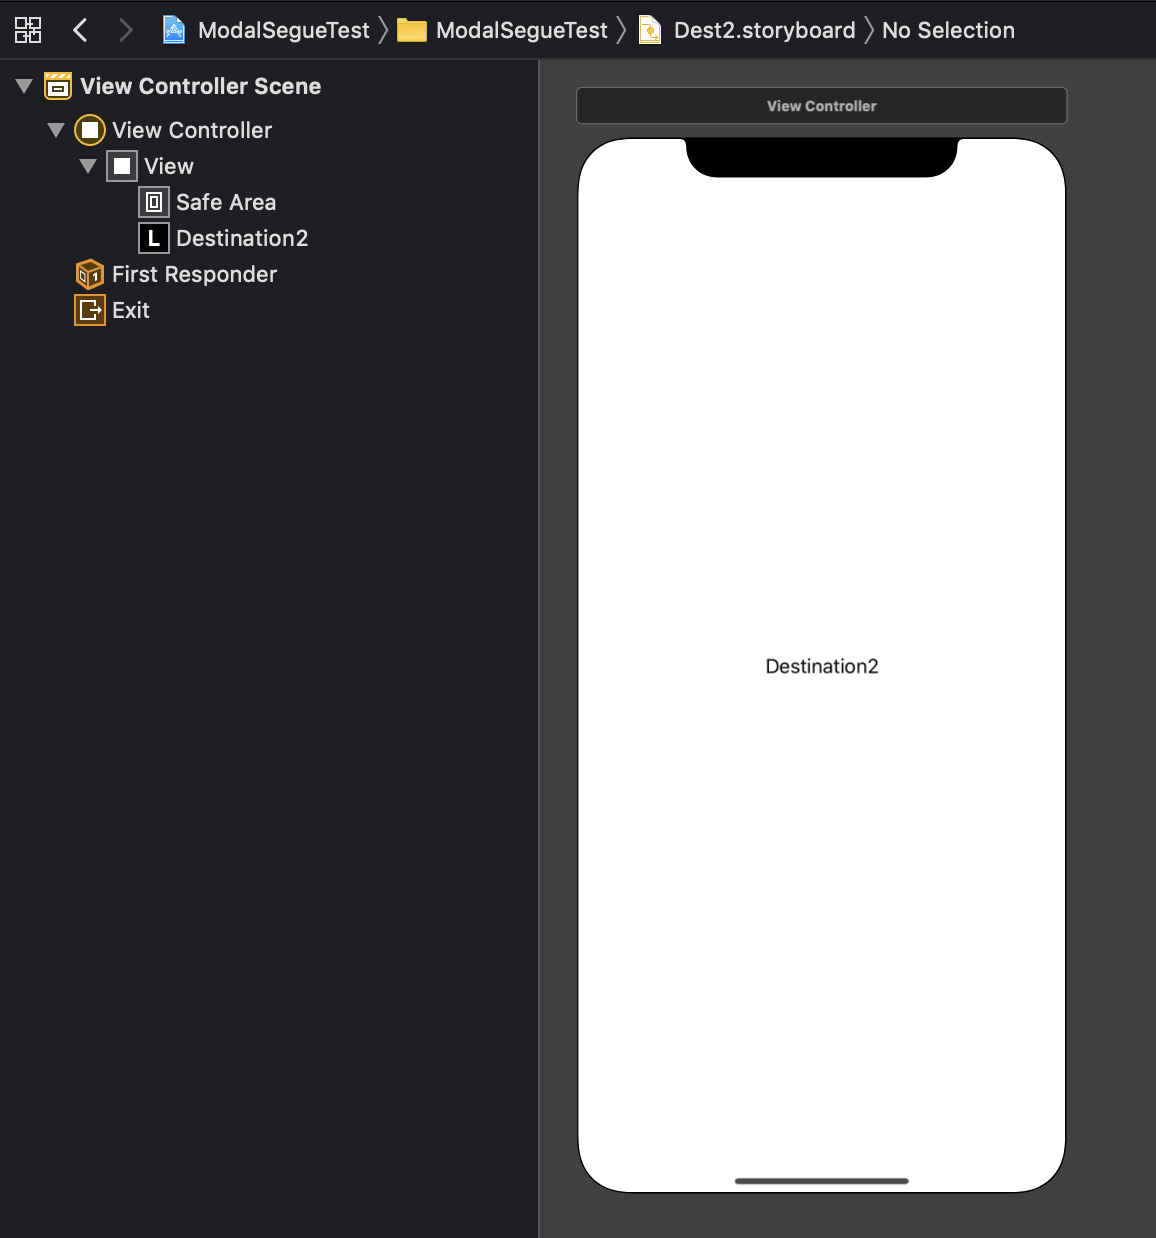 ModalSegueTest ModalSegueTest Dest2.storyboard No Selection
View Controller Scene
View Controller
View
Safe Area
L Destination2
First Responder
Exit
View Controller
Destination2